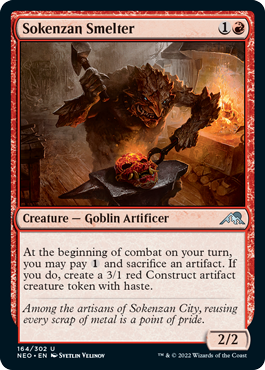 Sokenzan Smelter 1
Creature — Goblin Artificer
At the beginning of combat on your turn,
you may pay 1 and sacrifice an artifact. If
you do, create a 3/1 red Construct artifact
creature token with haste.
Among the artisans of Sokenzan City, reusing
every scrap of metal is a point of pride.
2/2
164/302 U
NEO • EN SVETLIN VELINOV
™ & © 2022 Wizards of the Coast